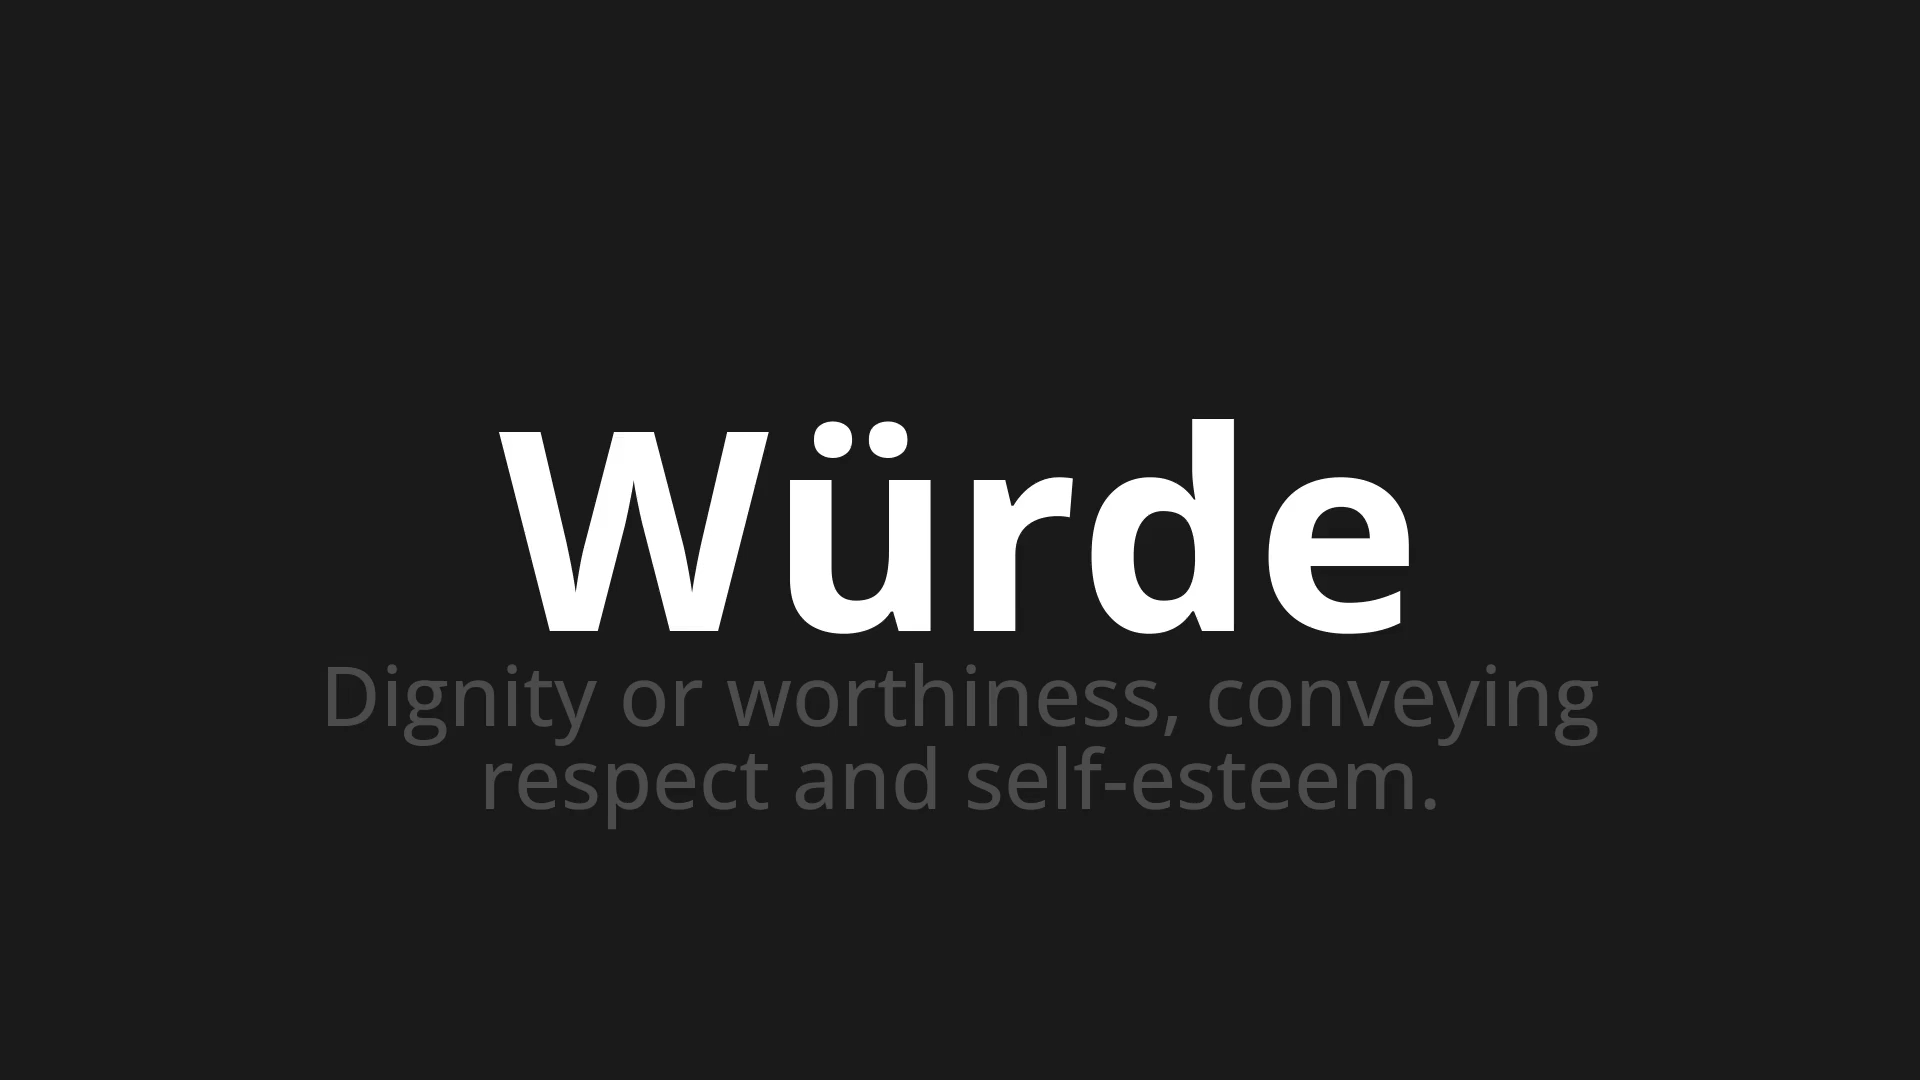 Würde
Dignity or worthiness, conveying
respect and self-esteem.